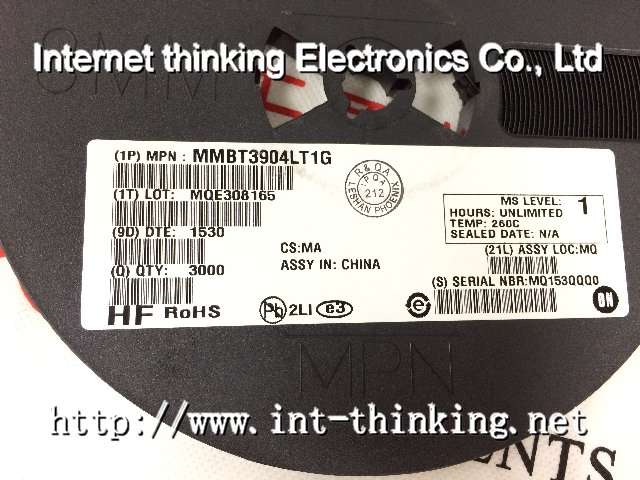 Internet thinking Electronics Co., Ltd
(1P) MPN : MMBT3904LT1G
(1T) LOT: MQE308165
(9D) DTE: 1530
(Q) QTY: 3000
HF RoHS
CS:MA
ASSY IN: CHINA
Pb 2LI e3
R & QA
PQA
212
LESHAN PHOENIX
MS LEVEL: 1
HOURS: UNLIMITED
TEMP: 260C
SEALED DATE: N/A
(21L) ASSY LOC:MQ
(S) SERIAL NBR:MQ153QQQ0
ON
MPN
http://www.int-thinking.net